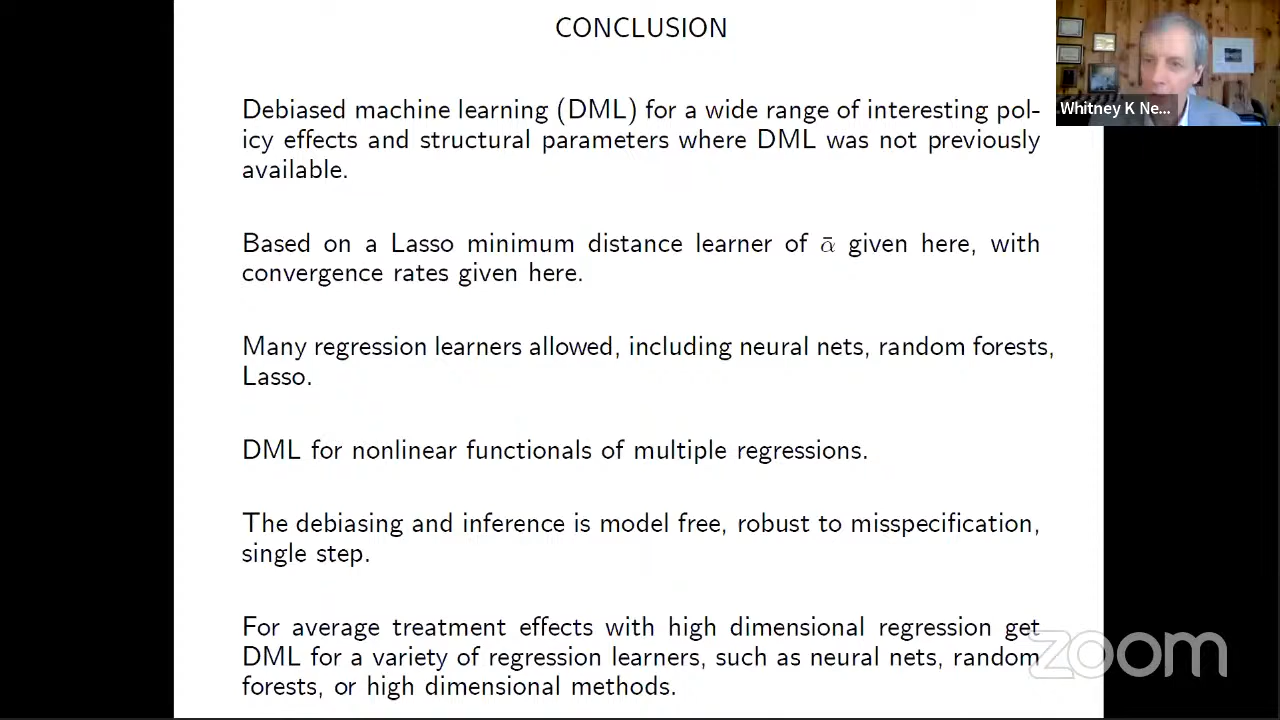 CONCLUSION
Debiased machine learning (DML) for a wide range of interesting pol-
icy effects and structural parameters where DML was not previously
available.
Based on a Lasso minimum distance learner of ᾱ given here, with
convergence rates given here.
Many regression learners allowed, including neural nets, random forests,
Lasso.
DML for nonlinear functionals of multiple regressions.
The debiasing and inference is model free, robust to misspecification,
single step.
For average treatment effects with high dimensional regression get
DML for a variety of regression learners, such as neural nets, random
forests, or high dimensional methods.
Whitney K Ne...
zoom